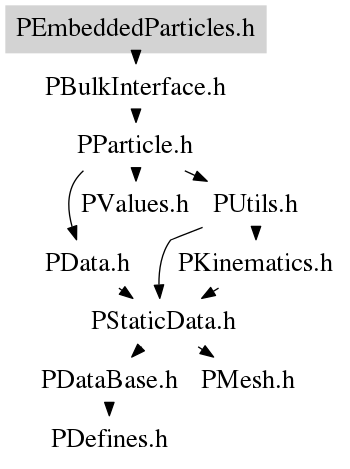 PEmbeddedParticles.h
PBulkInterface.h
PParticle.h
PValues.h
PUtils.h
PData.h
PKinematics.h
PStaticData.h
PDataBase.h
PMesh.h
PDefines.h